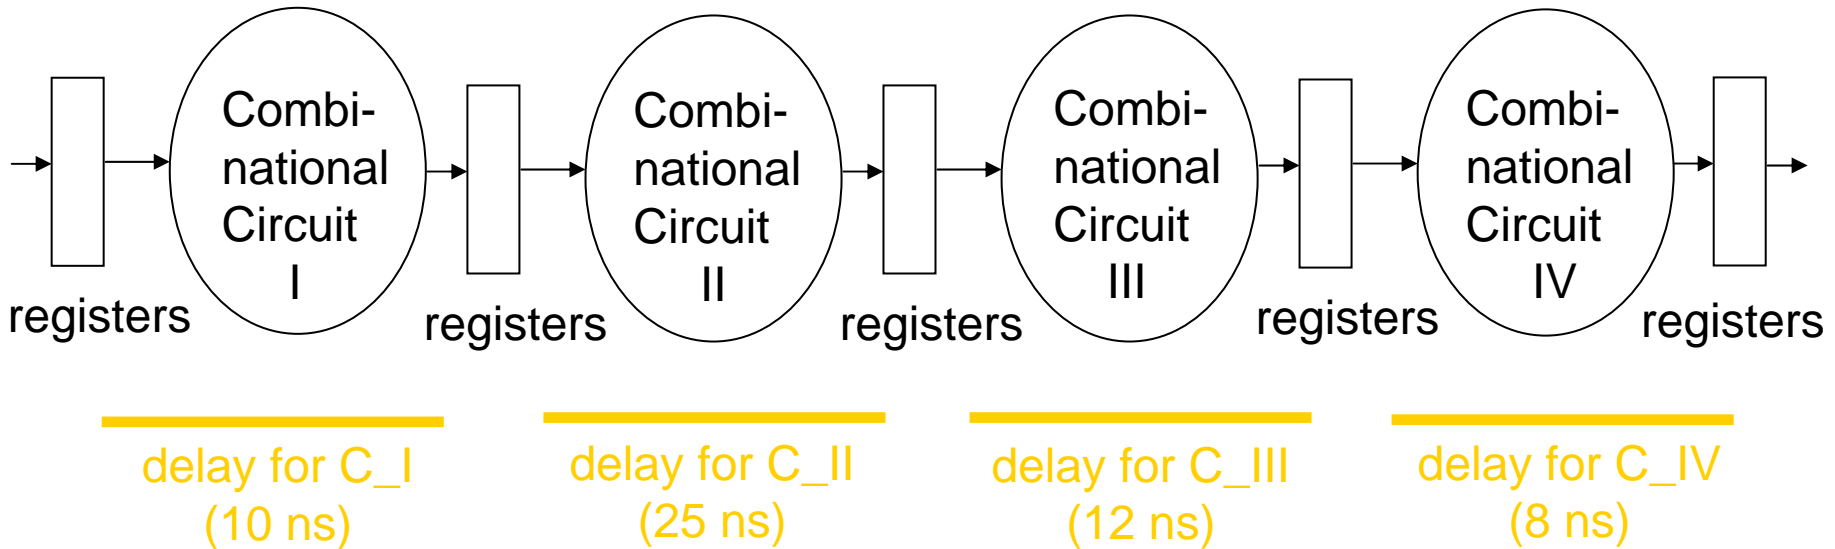 Combi-
national
Circuit
I
Combi-
national
Circuit
II
Combi-
national
Circuit
III
Combi-
national
Circuit
IV
registers
registers
registers
registers
registers
delay for C_I
(10 ns)
delay for C_II
(25 ns)
delay for C_III
(12 ns)
delay for C_IV
(8 ns)